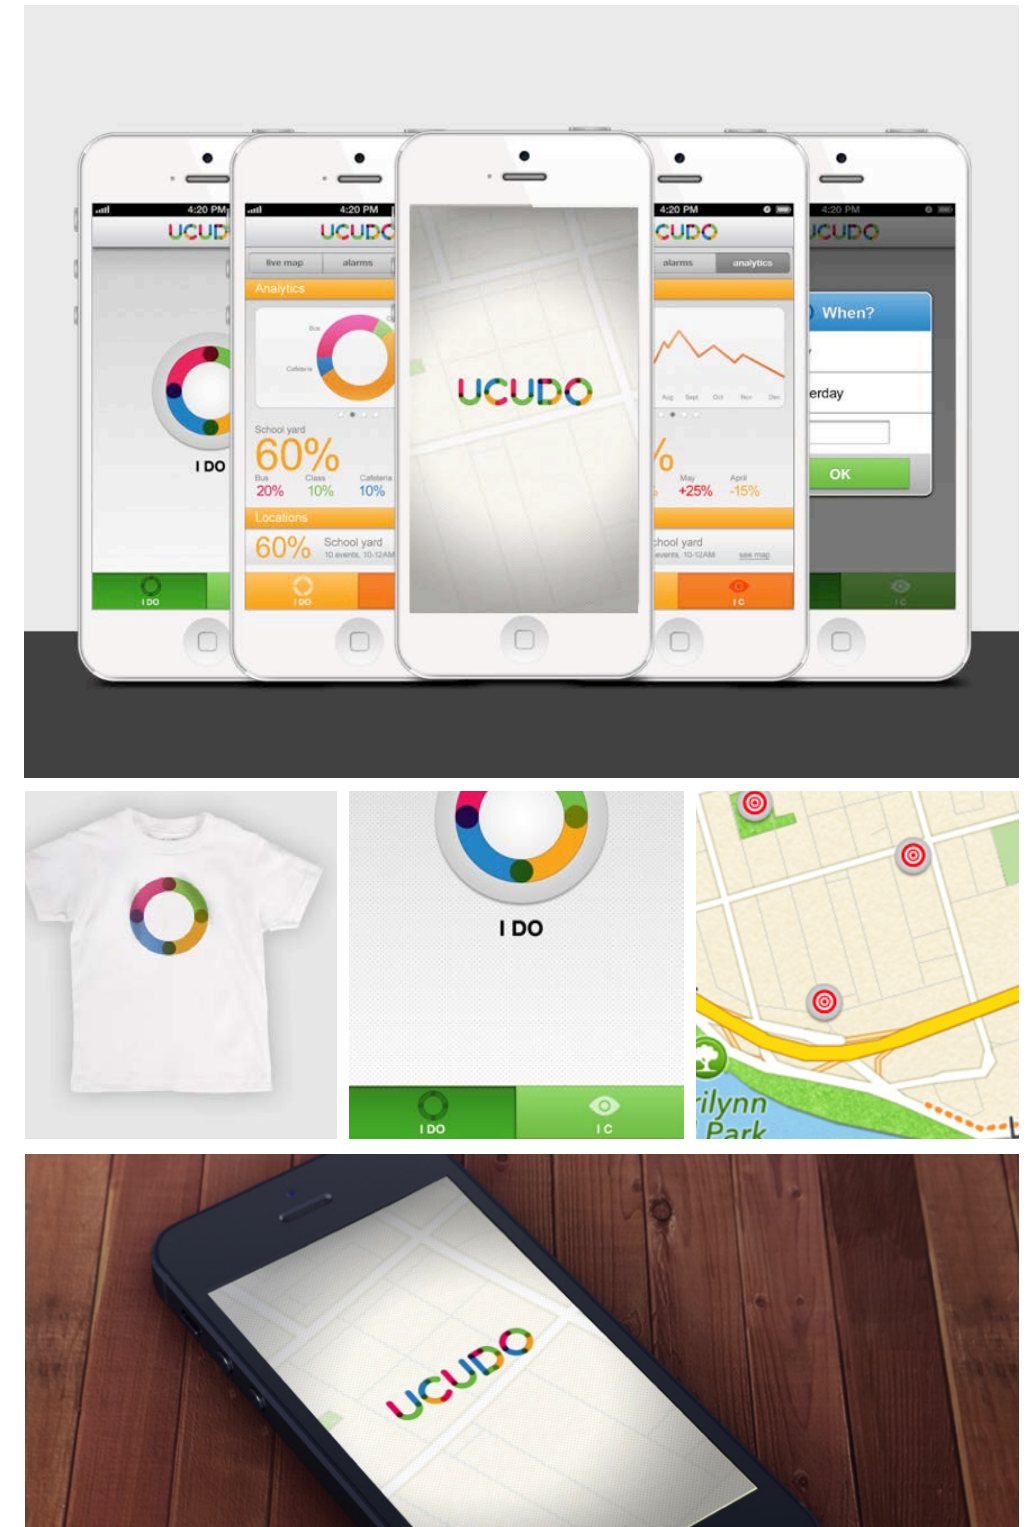 4:20 PM
UCUD
I DO
I DO
4:20 PM
UCUDO
live map
alarms
Analytics
Bus
Cafeteria
School yard
60%
Bus
Class
Cafeteria
20%
10%
10%
Locations
60%
School yard
10 events, 10-12AM
I DO
UCUDO
4:20 PM
CUDO
alarms
analytics
Aug
Sept
Oct
Nov
Dec
May
April
+25%
-15%
School yard
events, 10-12AM
see map
I C
4:20 PM
UCUDO
When?
erday
OK
I C
I DO
I DO
I C
rilynn
Park
UCUDO